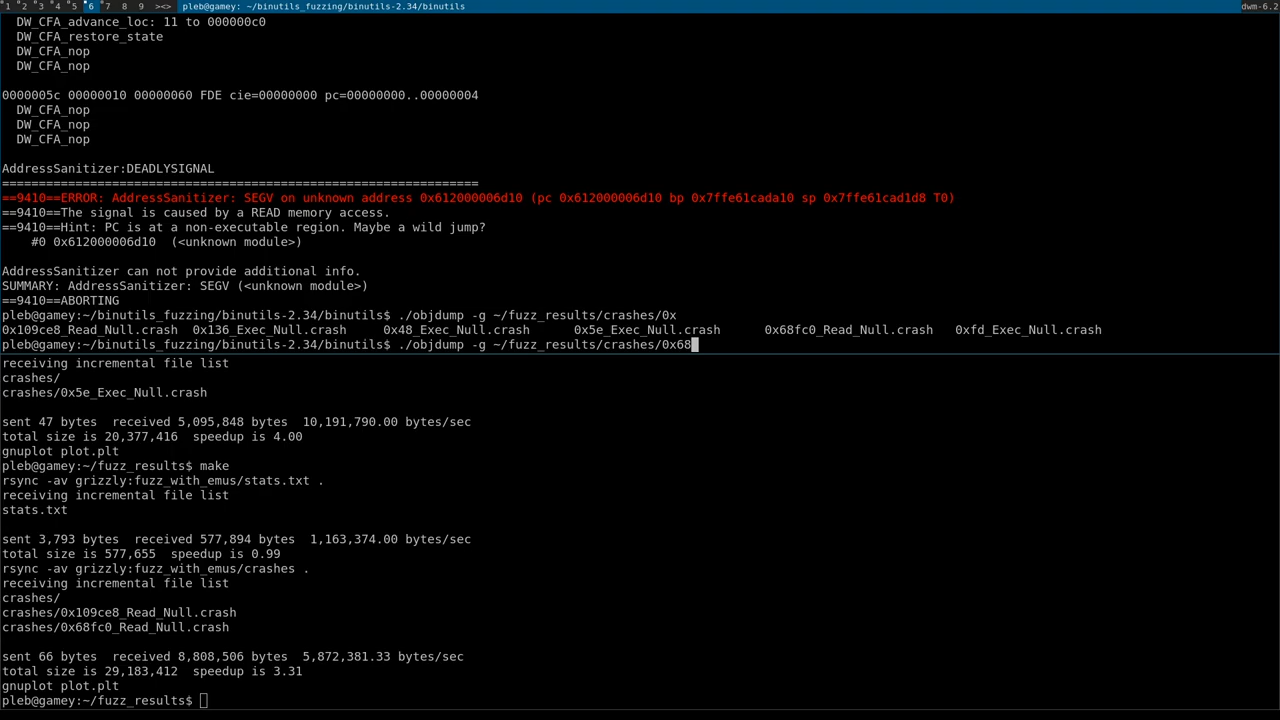 1 2 3 4 5 6 7 8 9 ><> pleb@gamey: ~/binutils_fuzzing/binutils-2.34/binutils dwm-6.2
DW_CFA_advance_loc: 11 to 000000c0
DW_CFA_restore_state
DW_CFA_nop
DW_CFA_nop
0000005c 00000010 00000060 FDE cie=00000000 pc=00000000..00000004
DW_CFA_nop
DW_CFA_nop
DW_CFA_nop
AddressSanitizer:DEADLYSIGNAL
=================================================================
==9410==ERROR: AddressSanitizer: SEGV on unknown address 0x612000006d10 (pc 0x612000006d10 bp 0x7ffe61cada10 sp 0x7ffe61cad1d8 T0)
==9410==The signal is caused by a READ memory access.
==9410==Hint: PC is at a non-executable region. Maybe a wild jump?
#0 0x612000006d10  (<unknown module>)
AddressSanitizer can not provide additional info.
SUMMARY: AddressSanitizer: SEGV (<unknown module>)
==9410==ABORTING
pleb@gamey:~/binutils_fuzzing/binutils-2.34/binutils$ ./objdump -g ~/fuzz_results/crashes/0x
0x109ce8_Read_Null.crash  0x136_Exec_Null.crash  0x48_Exec_Null.crash  0x5e_Exec_Null.crash  0x68fc0_Read_Null.crash  0xfd_Exec_Null.crash
pleb@gamey:~/binutils_fuzzing/binutils-2.34/binutils$ ./objdump -g ~/fuzz_results/crashes/0x68
receiving incremental file list
crashes/
crashes/0x5e_Exec_Null.crash
sent 47 bytes  received 5,095,848 bytes  10,191,790.00 bytes/sec
total size is 20,377,416  speedup is 4.00
gnuplot plot.plt
pleb@gamey:~/fuzz_results$ make
rsync -av grizzly:fuzz_with_emus/stats.txt .
receiving incremental file list
stats.txt
sent 3,793 bytes  received 577,894 bytes  1,163,374.00 bytes/sec
total size is 577,655  speedup is 0.99
rsync -av grizzly:fuzz_with_emus/crashes .
receiving incremental file list
crashes/
crashes/0x109ce8_Read_Null.crash
crashes/0x68fc0_Read_Null.crash
sent 66 bytes  received 8,808,506 bytes  5,872,381.33 bytes/sec
total size is 29,183,412  speedup is 3.31
gnuplot plot.plt
pleb@gamey:~/fuzz_results$